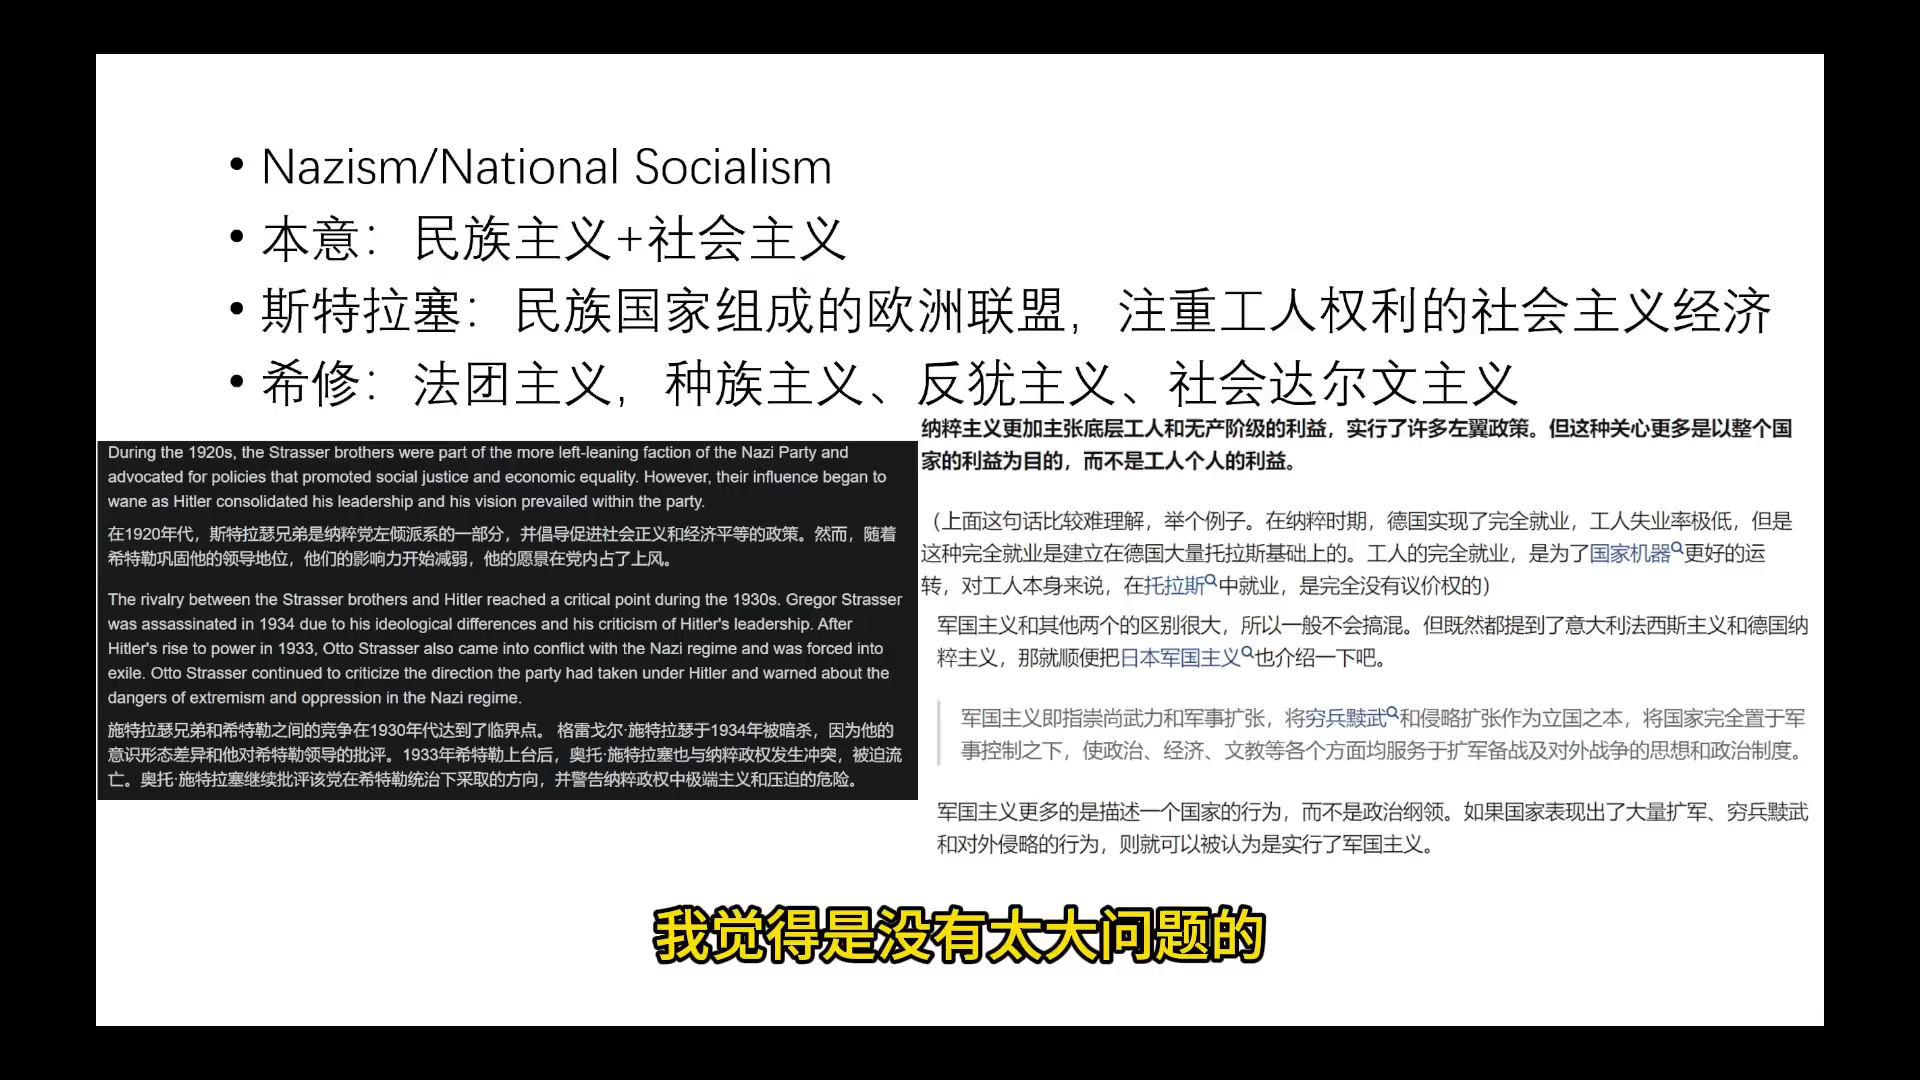 • Nazism/National Socialism
• 本意：民族主义+社会主义
• 斯特拉塞：民族国家组成的欧洲联盟，注重工人权利的社会主义经济
• 希修：法团主义，种族主义、反犹主义、社会达尔文主义
During the 1920s, the Strasser brothers were part of the more left-leaning faction of the Nazi Party and
advocated for policies that promoted social justice and economic equality. However, their influence began to
wane as Hitler consolidated his leadership and his vision prevailed within the party.
在1920年代，斯特拉瑟兄弟是纳粹党左倾派系的一部分，并倡导促进社会正义和经济平等的政策。然而，随着
希特勒巩固他的领导地位，他们的影响力开始减弱，他的愿景在党内占了上风。
The rivalry between the Strasser brothers and Hitler reached a critical point during the 1930s. Gregor Strasser
was assassinated in 1934 due to his ideological differences and his criticism of Hitler's leadership. After
Hitler's rise to power in 1933, Otto Strasser also came into conflict with the Nazi regime and was forced into
exile. Otto Strasser continued to criticize the direction the party had taken under Hitler and warned about the
dangers of extremism and oppression in the Nazi regime.
施特拉瑟兄弟和希特勒之间的竞争在1930年代达到了临界点。 格雷戈尔·施特拉瑟于1934年被暗杀，因为他的
意识形态差异和他对希特勒领导的批评。1933年希特勒上台后，奥托·施特拉塞也与纳粹政权发生冲突，被迫流
亡。奥托·施特拉塞继续批评该党在希特勒统治下采取的方向，并警告纳粹政权中极端主义和压迫的危险。
纳粹主义更加主张底层工人和无产阶级的利益，实行了许多左翼政策。但这种关心更多是以整个国
家的利益为目的，而不是工人个人的利益。
（上面这句话比较难理解，举个例子。在纳粹时期，德国实现了完全就业，工人失业率极低，但是
这种完全就业是建立在德国大量托拉斯基础上的。工人的完全就业，是为了国家机器更好的运
转，对工人本身来说，在托拉斯中就业，是完全没有议价权的）
军国主义和其他两个的区别很大，所以一般不会搞混。但既然都提到了意大利法西斯主义和德国纳
粹主义，那就顺便把日本军国主义也介绍一下吧。
军国主义即指崇尚武力和军事扩张，将穷兵黩武和侵略扩张作为立国之本，将国家完全置于军
事控制之下，使政治、经济、文教等各个方面均服务于扩军备战及对外战争的思想和政治制度。
军国主义更多的是描述一个国家的行为，而不是政治纲领。如果国家表现出了大量扩军、穷兵黩武
和对外侵略的行为，则就可以被认为是实行了军国主义。
我觉得是没有太大问题的